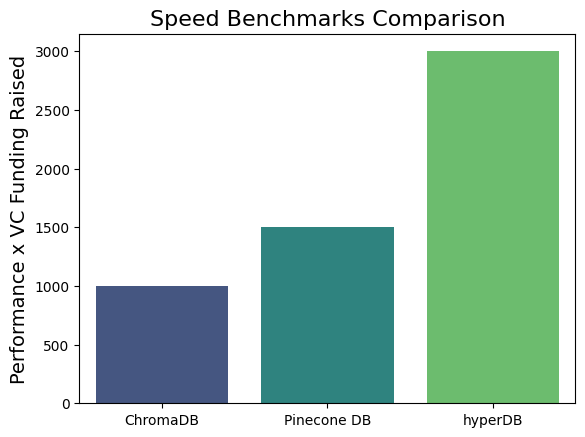 Speed Benchmarks Comparison
Performance x VC Funding Raised
3000
2500
2000
1500
1000
500
0
ChromaDB
Pinecone DB
hyperDB